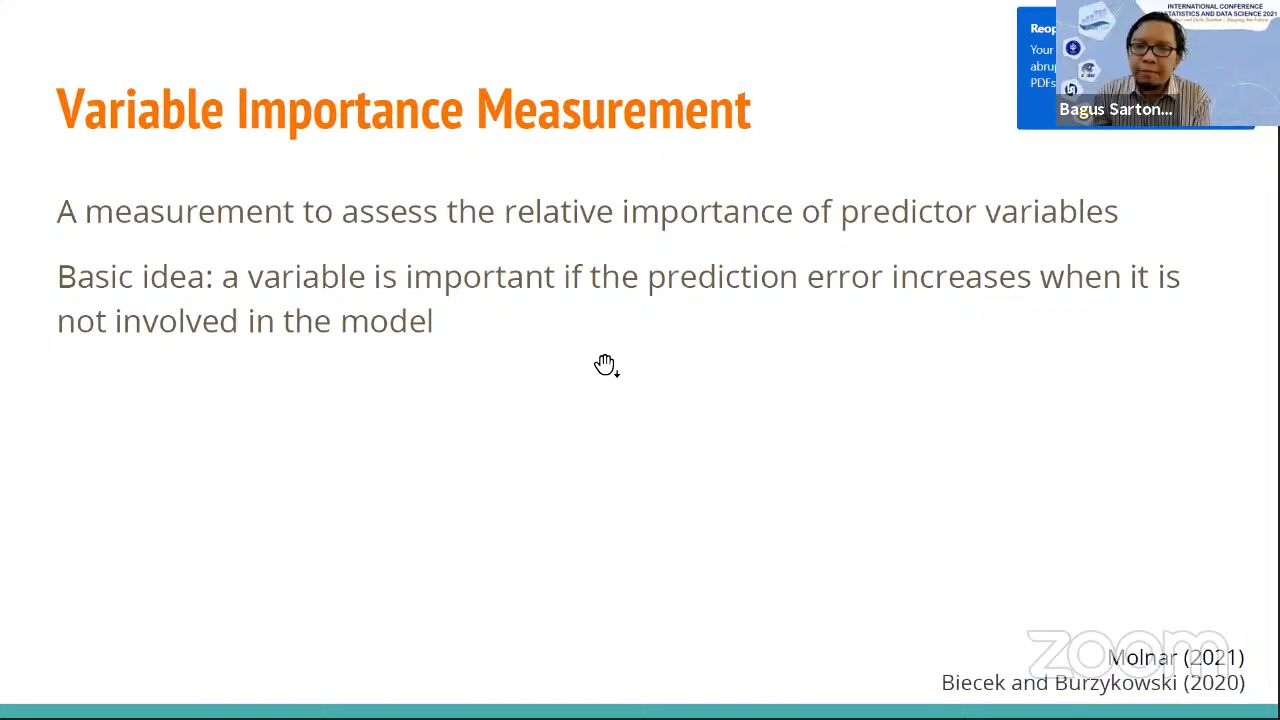 Variable Importance Measurement
A measurement to assess the relative importance of predictor variables
Basic idea: a variable is important if the prediction error increases when it is
not involved in the model
Reop
Your
abrup
PDFs
INTERNATIONAL CONFERENCE
STATISTICS AND DATA SCIENCE 2021
Bagus Sarton...
zoom
Molnar (2021)
Biecek and Burzykowski (2020)